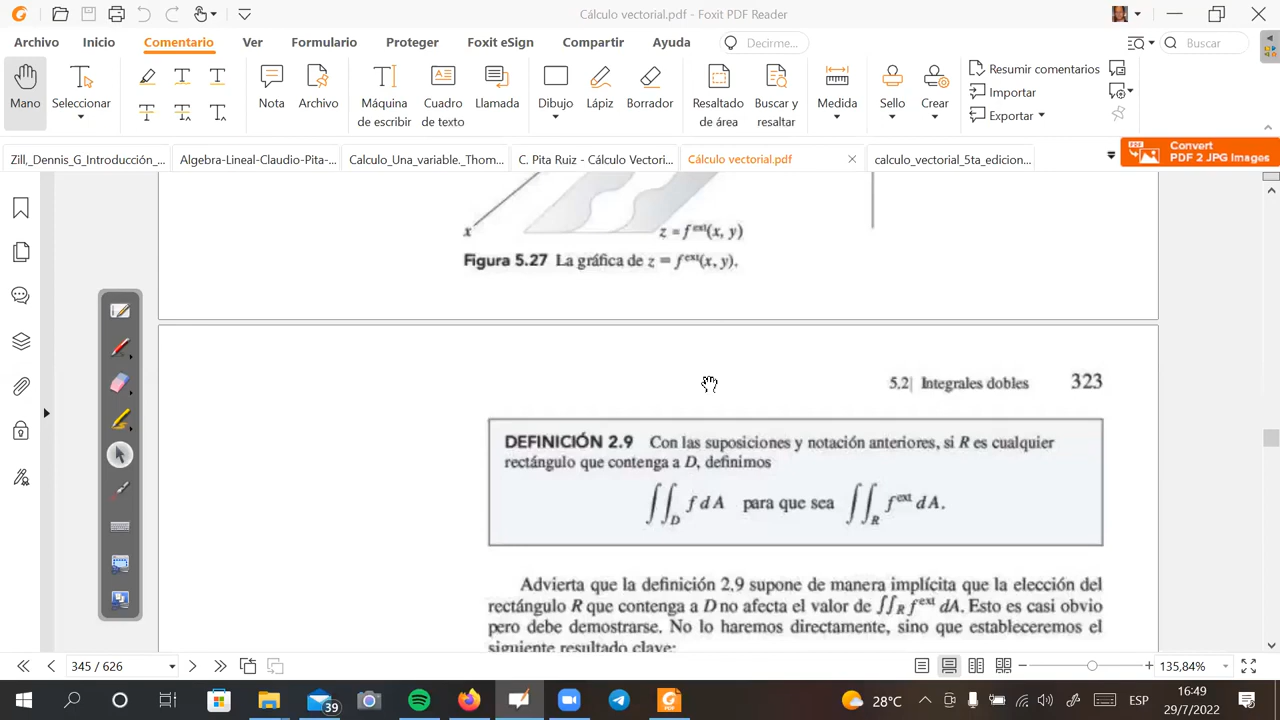 Cálculo vectorial.pdf - Foxit PDF Reader
Archivo Inicio Comentario Ver Formulario Proteger Foxit eSign Compartir Ayuda Decirme... Buscar
Mano Seleccionar Nota Archivo Máquina de escribir Cuadro de texto Llamada Dibujo Lápiz Borrador Resaltado de área Buscar y resaltar Medida Sello Crear
Resumir comentarios
Importar
Exportar
Zill,_Dennis_G_Introducción_... Algebra-Lineal-Claudio-Pita-... Calculo_Una_variable._Thom... C. Pita Ruiz - Cálculo Vectori... Cálculo vectorial.pdf calculo_vectorial_5ta_edicion...
Convert
PDF 2 JPG Images
x
z = f^ext(x, y)
Figura 5.27 La gráfica de z = f^ext(x, y).
5.2| Integrales dobles 323
DEFINICIÓN 2.9 Con las suposiciones y notación anteriores, si R es cualquier
rectángulo que contenga a D, definimos
∬_D f dA para que sea ∬_R f^ext dA.
Advierta que la definición 2.9 supone de manera implícita que la elección del
rectángulo R que contenga a D no afecta el valor de ∬_R f^ext dA. Esto es casi obvio
pero debe demostrarse. No lo haremos directamente, sino que estableceremos el
siguiente resultado clave:
345 / 626 135,84%
39 28°C ESP 16:49
29/7/2022